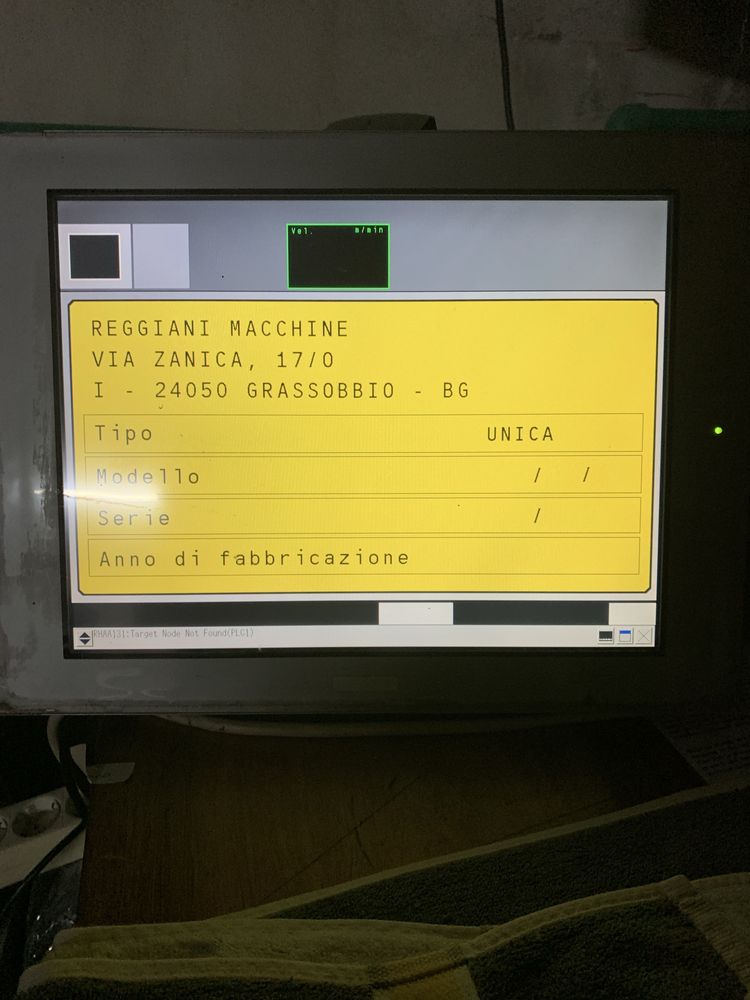 Vel. m/min
REGGIANI MACCHINE
VIA ZANICA, 17/O
I - 24050 GRASSOBBIO - BG
Tipo UNICA
Modello / /
Serie /
Anno di fabbricazione
RHAA131:Target Node Not Found(PLC1)